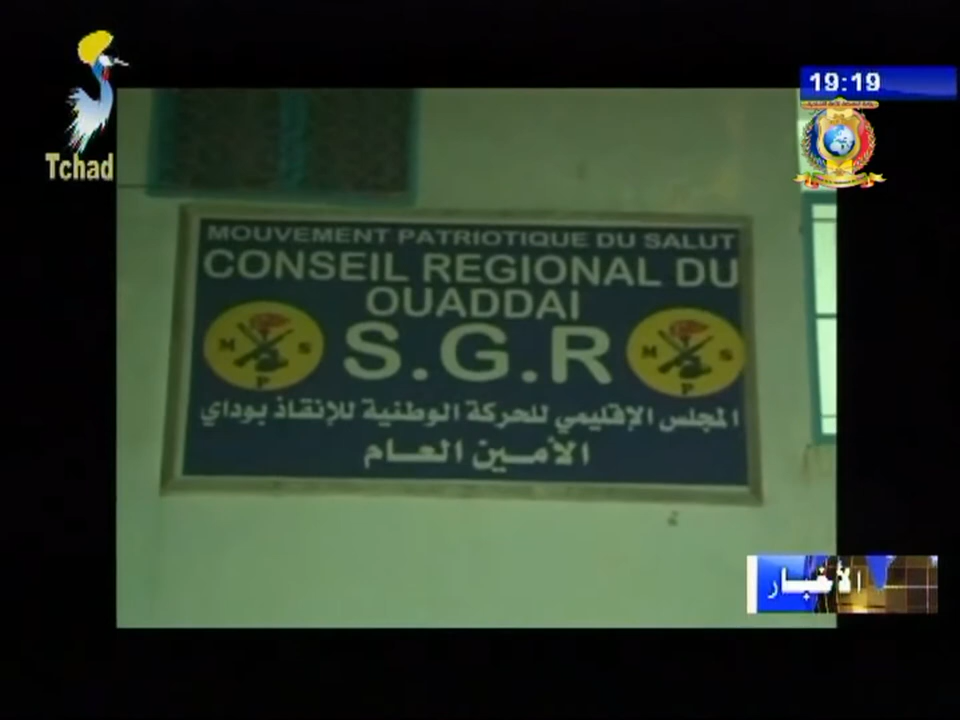 Tchad
19:19
MOUVEMENT PATRIOTIQUE DU SALUT
CONSEIL REGIONAL DU
OUADDAI
S.G.R
M S
P
M S
P
المجلس الإقليمي للحركة الوطنية للإنقاذ بوداي
الأمين العام
الأخبار